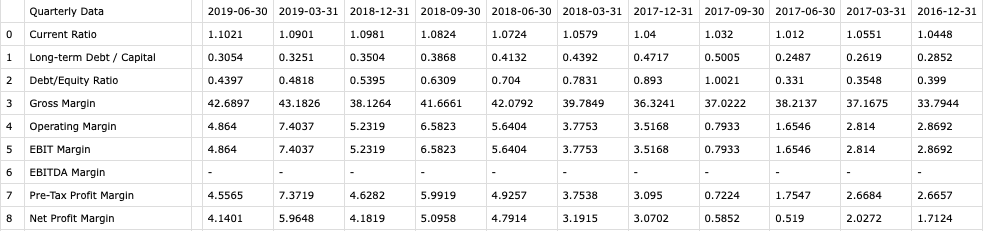 Quarterly Data 2019-06-30 2019-03-31 2018-12-31 2018-09-30 2018-06-30 2018-03-31 2017-12-31 2017-09-30 2017-06-30 2017-03-31 2016-12-31
0 Current Ratio 1.1021 1.0901 1.0981 1.0824 1.0724 1.0579 1.04 1.032 1.012 1.0551 1.0448
1 Long-term Debt / Capital 0.3054 0.3251 0.3504 0.3868 0.4132 0.4392 0.4717 0.5005 0.2487 0.2619 0.2852
2 Debt/Equity Ratio 0.4397 0.4818 0.5395 0.6309 0.704 0.7831 0.893 1.0021 0.331 0.3548 0.399
3 Gross Margin 42.6897 43.1826 38.1264 41.6661 42.0792 39.7849 36.3241 37.0222 38.2137 37.1675 33.7944
4 Operating Margin 4.864 7.4037 5.2319 6.5823 5.6404 3.7753 3.5168 0.7933 1.6546 2.814 2.8692
5 EBIT Margin 4.864 7.4037 5.2319 6.5823 5.6404 3.7753 3.5168 0.7933 1.6546 2.814 2.8692
6 EBITDA Margin - - - - - - - - - - -
7 Pre-Tax Profit Margin 4.5565 7.3719 4.6282 5.9919 4.9257 3.7538 3.095 0.7224 1.7547 2.6684 2.6657
8 Net Profit Margin 4.1401 5.9648 4.1819 5.0958 4.7914 3.1915 3.0702 0.5852 0.519 2.0272 1.7124